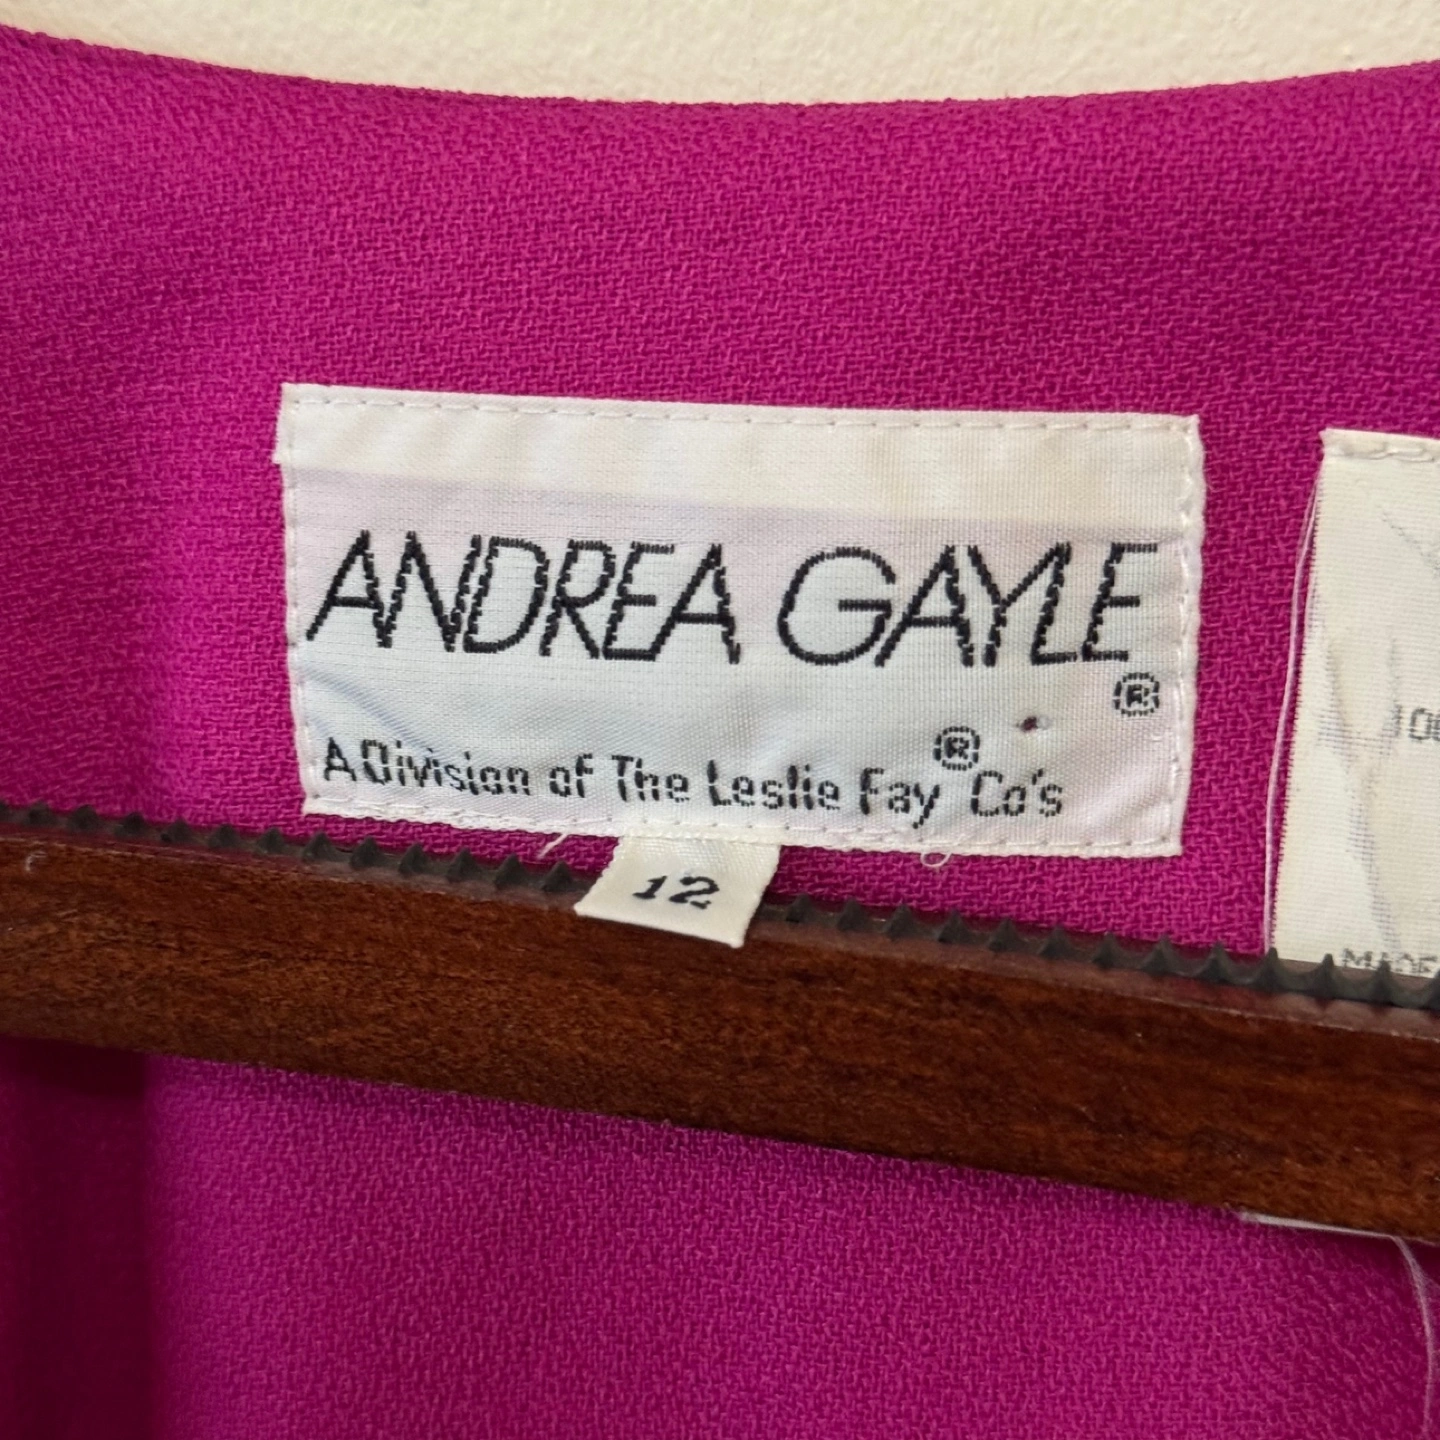 ANDREA GAYLE®
A Division of The Leslie Fay® Co's
12